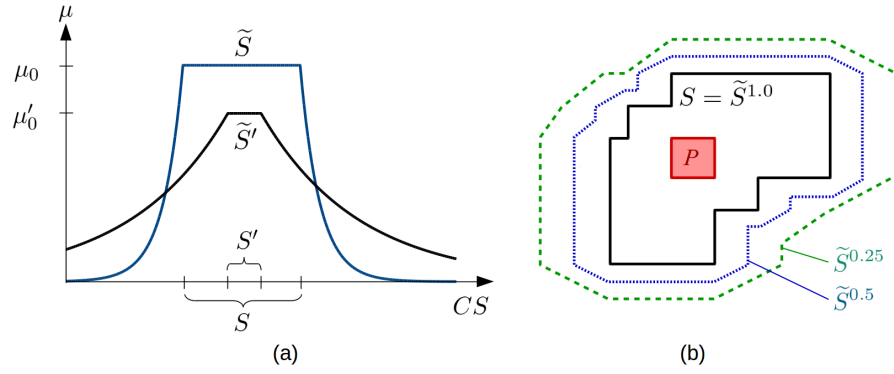 μ
S̃
μ₀
μ′₀
S̃′
S′
S
CS
(a)
S = S̃^1.0
P
S̃^0.25
S̃^0.5
(b)